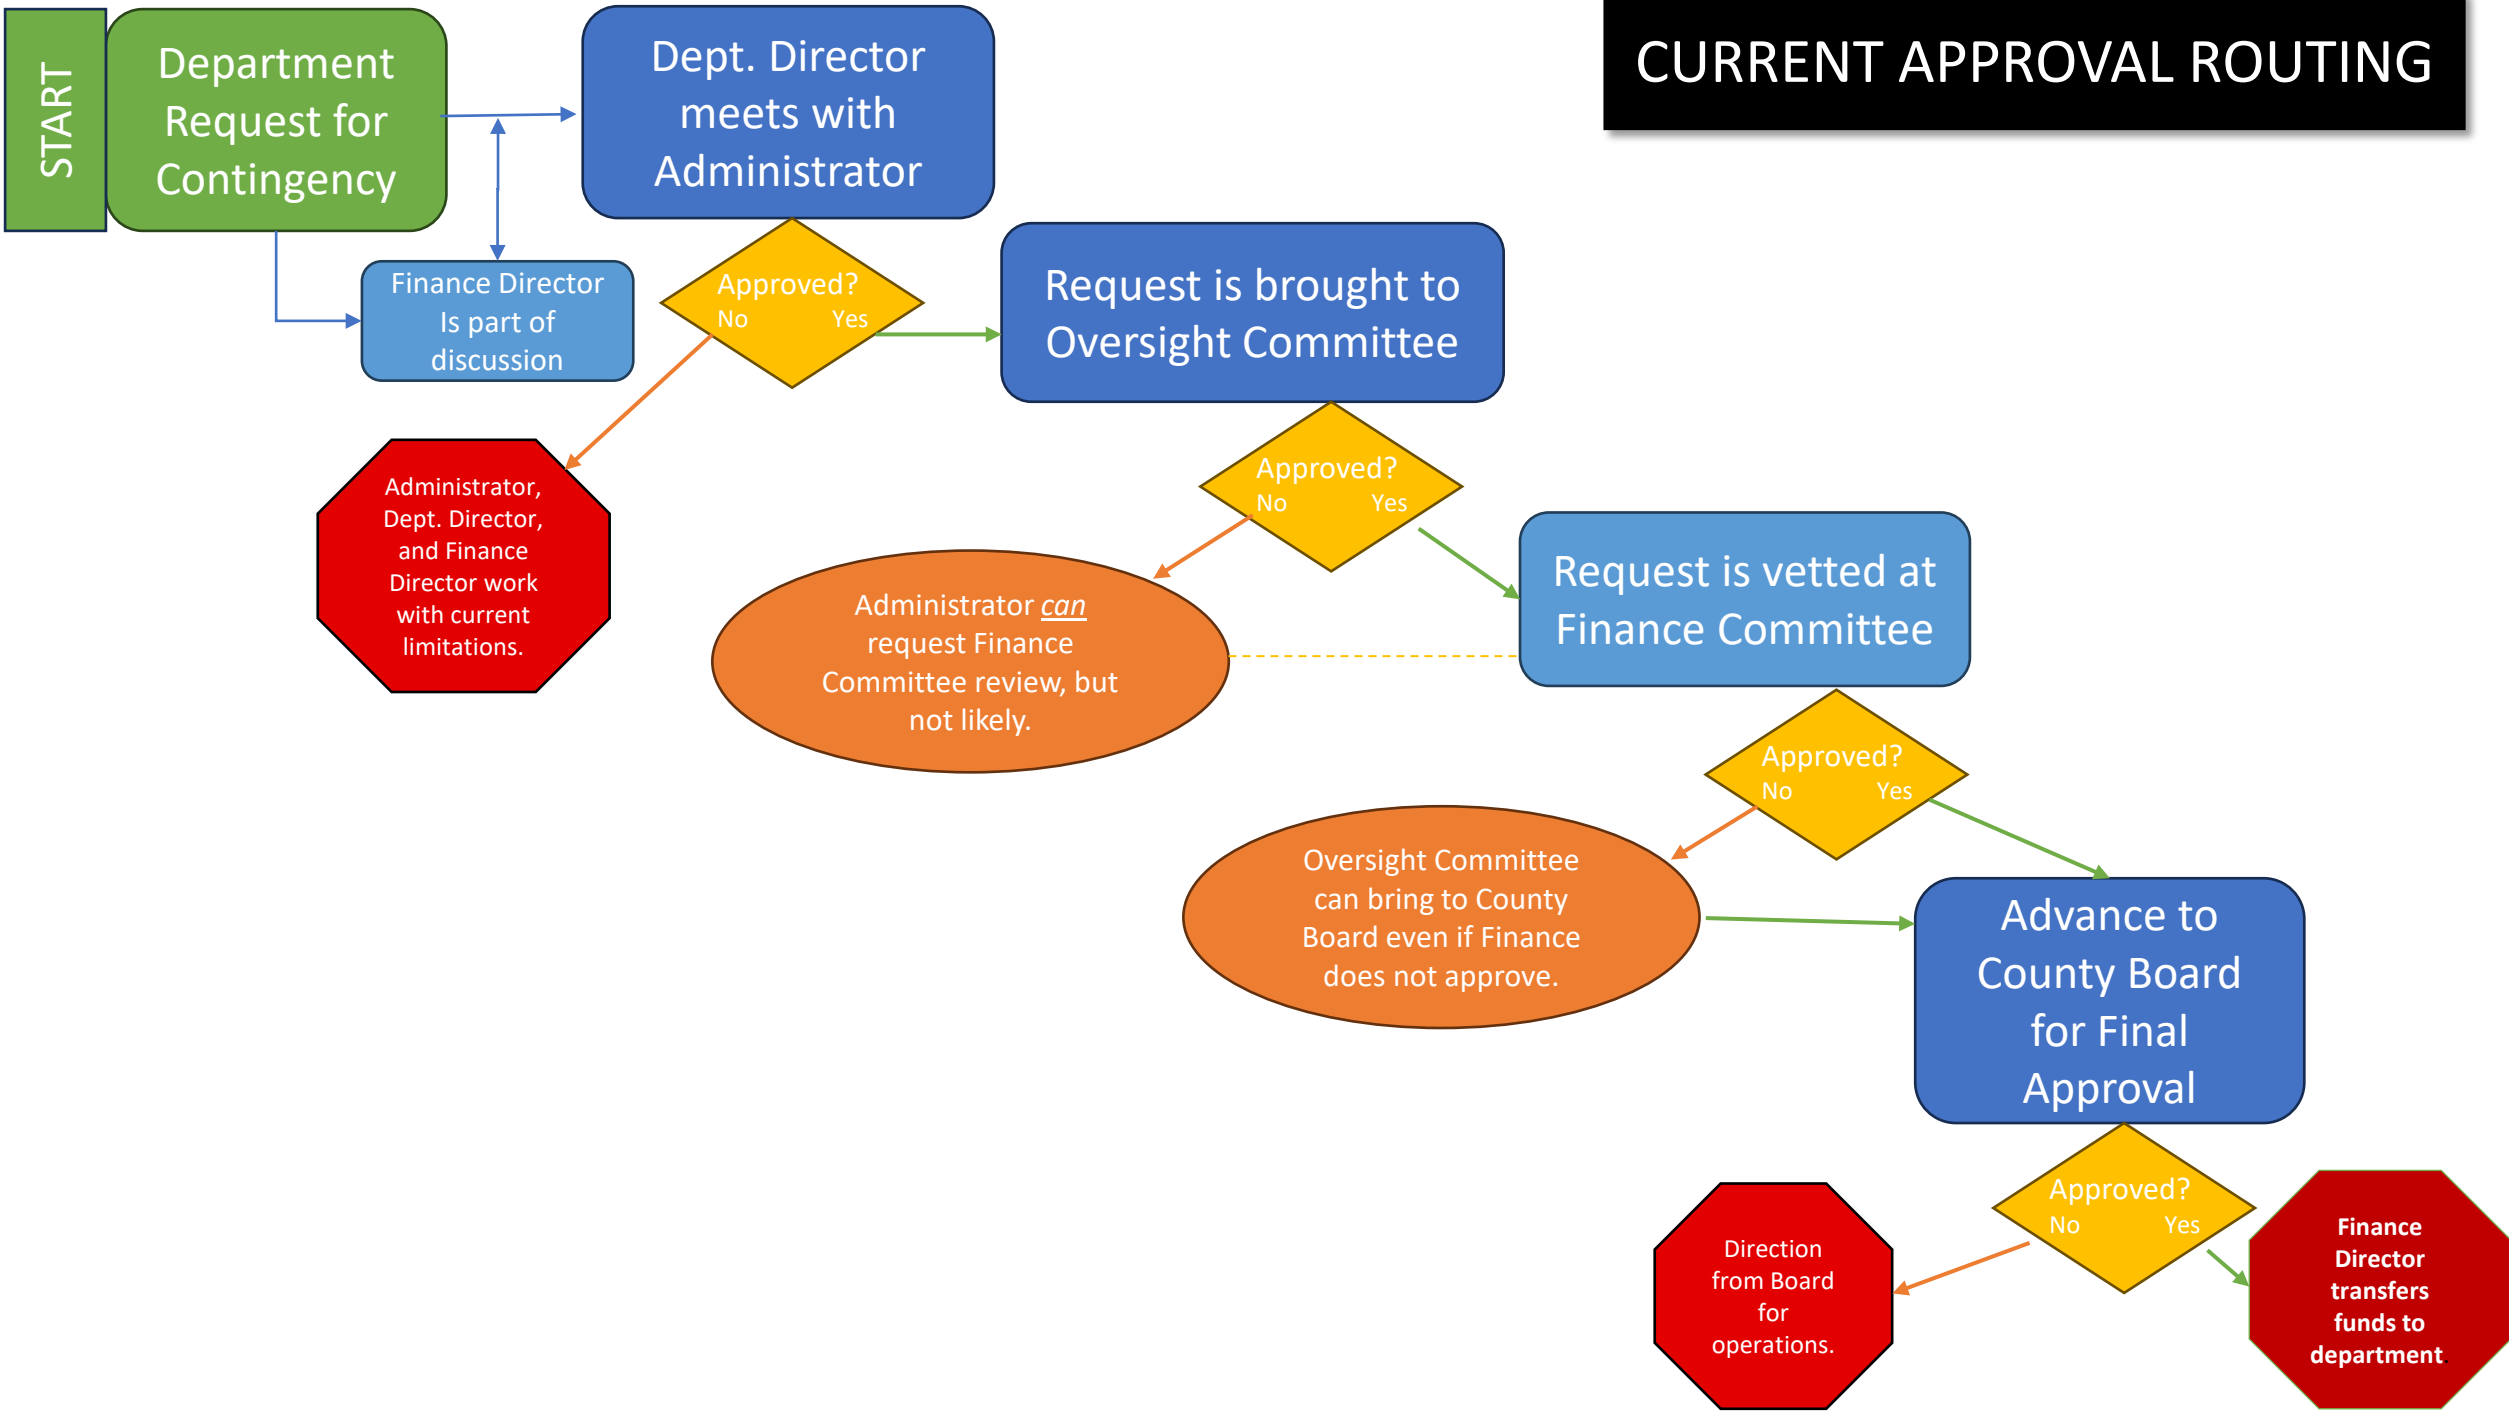 CURRENT APPROVAL ROUTING
START
Department
Request for
Contingency
Dept. Director
meets with
Administrator
Finance Director
Is part of
discussion
Approved?
No Yes
Request is brought to
Oversight Committee
Administrator,
Dept. Director,
and Finance
Director work
with current
limitations.
Approved?
No Yes
Administrator can
request Finance
Committee review, but
not likely.
Request is vetted at
Finance Committee
Approved?
No Yes
Oversight Committee
can bring to County
Board even if Finance
does not approve.
Advance to
County Board
for Final
Approval
Approved?
No Yes
Direction
from Board
for
operations.
Finance
Director
transfers
funds to
department.